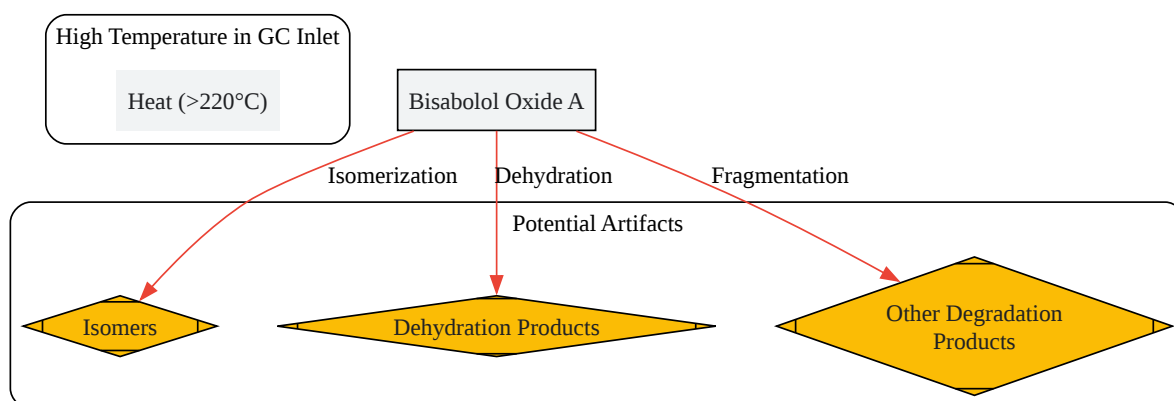 High Temperature in GC Inlet
Heat (>220°C)
Bisabolol Oxide A
Isomerization
Dehydration
Fragmentation
Potential Artifacts
Isomers
Dehydration Products
Other Degradation
Products